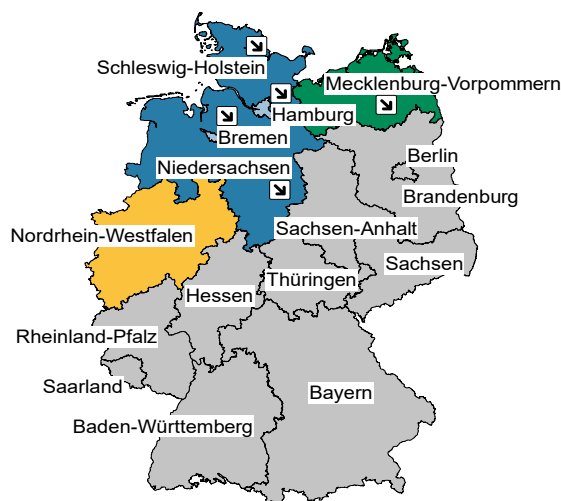 Schleswig-Holstein
Mecklenburg-Vorpommern
Hamburg
Bremen
Berlin
Niedersachsen
Brandenburg
Sachsen-Anhalt
Nordrhein-Westfalen
Sachsen
Thüringen
Hessen
Rheinland-Pfalz
Saarland
Bayern
Baden-Württemberg